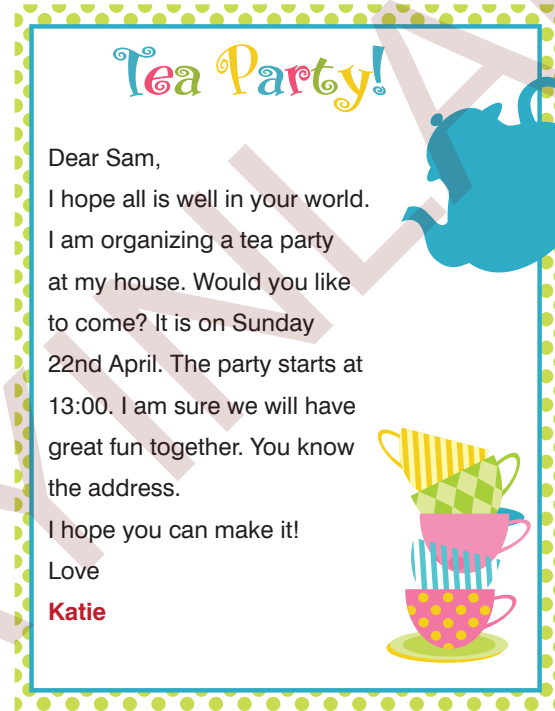 Tea Party!
Dear Sam,
I hope all is well in your world.
I am organizing a tea party
at my house. Would you like
to come? It is on Sunday
22nd April. The party starts at
13:00. I am sure we will have
great fun together. You know
the address.
I hope you can make it!
Love
Katie